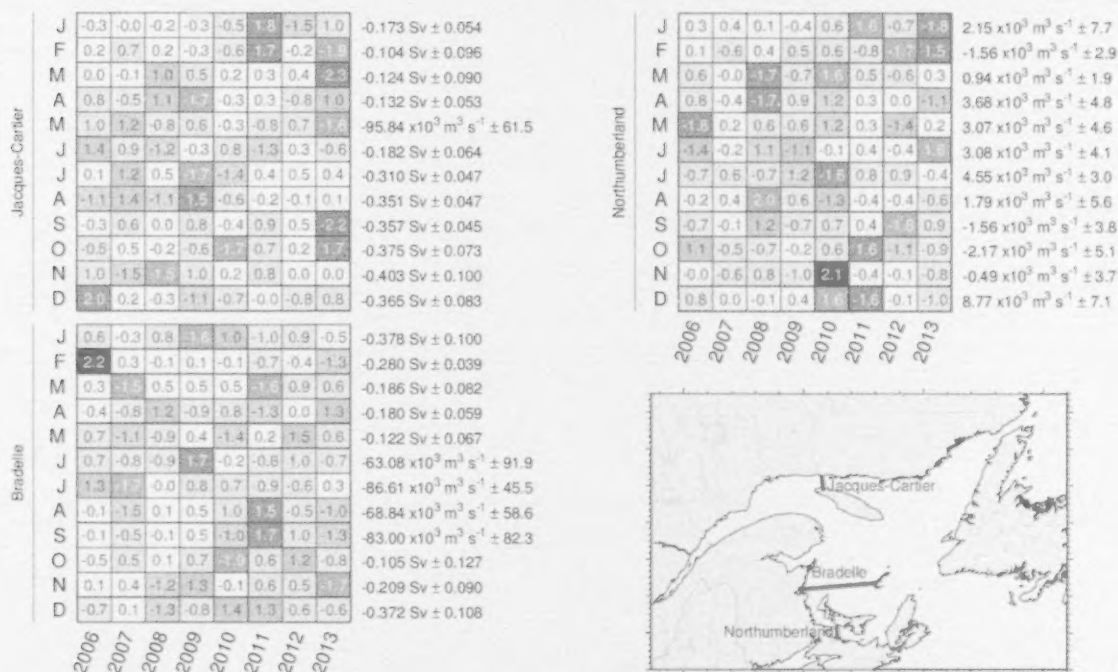 Jacques-Cartier
J -0.3 -0.0 -0.2 -0.3 -0.5 1.8 -1.5 1.0 -0.173 Sv ± 0.054
F 0.2 0.7 0.2 -0.3 -0.6 1.7 -0.2 -1.9 -0.104 Sv ± 0.096
M 0.0 -0.1 1.0 0.5 0.2 0.3 0.4 -2.3 -0.124 Sv ± 0.090
A 0.8 -0.5 1.1 -1.7 -0.3 0.3 -0.8 1.0 -0.132 Sv ± 0.053
M 1.0 1.2 -0.8 0.6 -0.3 -0.8 0.7 -1.6 -95.84 x10³ m³ s⁻¹ ± 61.5
J 1.4 0.9 -1.2 -0.3 0.8 -1.3 0.3 -0.6 -0.182 Sv ± 0.064
J 0.1 1.2 0.5 -1.7 -1.4 0.4 0.5 0.4 -0.310 Sv ± 0.047
A -1.1 1.4 -1.1 1.5 -0.6 -0.2 -0.1 0.1 -0.351 Sv ± 0.047
S -0.3 0.6 0.0 0.8 -0.4 0.9 0.5 -2.2 -0.357 Sv ± 0.045
O -0.5 0.5 -0.2 -0.6 -1.7 0.7 0.2 1.7 -0.375 Sv ± 0.073
N 1.0 -1.5 -1.5 1.0 0.2 0.8 0.0 0.0 -0.403 Sv ± 0.100
D 2.0 0.2 -0.3 -1.1 -0.7 -0.0 -0.8 0.8 -0.365 Sv ± 0.083
Bradelle
J 0.6 -0.3 0.8 -1.8 1.0 -1.0 0.9 -0.5 -0.378 Sv ± 0.100
F 2.2 0.3 -0.1 0.1 -0.1 -0.7 -0.4 -1.3 -0.280 Sv ± 0.039
M 0.3 -1.5 0.5 0.5 0.5 -1.6 0.9 0.6 -0.186 Sv ± 0.082
A -0.4 -0.8 1.2 -0.9 0.8 -1.3 0.0 1.3 -0.180 Sv ± 0.059
M 0.7 -1.1 -0.9 0.4 -1.4 0.2 1.5 0.6 -0.122 Sv ± 0.067
J 0.7 -0.8 -0.9 1.7 -0.2 -0.8 1.0 -0.7 -63.08 x10³ m³ s⁻¹ ± 91.9
J 1.3 -0.0 0.8 0.7 -0.9 -0.6 0.3 -86.61 x10³ m³ s⁻¹ ± 45.5
A -0.1 -1.5 0.1 0.5 1.0 1.5 -0.5 -1.0 -68.84 x10³ m³ s⁻¹ ± 58.6
S -0.1 -0.5 -0.1 0.5 -1.0 1.7 1.0 -1.3 -83.00 x10³ m³ s⁻¹ ± 82.3
O -0.5 0.5 0.1 0.7 -1.9 0.6 1.2 -0.8 -0.105 Sv ± 0.127
N 0.1 0.4 -1.2 1.3 -0.1 0.6 0.5 -1.7 -0.209 Sv ± 0.090
D -0.7 0.1 -1.3 -0.8 1.4 1.3 0.6 -0.6 -0.372 Sv ± 0.108
2006 2007 2008 2009 2010 2011 2012 2013
Northumberland
J 0.3 0.4 0.1 -0.4 0.6 1.6 -0.7 -1.8 2.15 x10³ m³ s⁻¹ ± 7.7
F 0.1 -0.6 0.4 0.5 0.6 -0.8 -1.7 1.5 -1.56 x10³ m³ s⁻¹ ± 2.9
M 0.6 -0.0 -1.7 -0.7 1.6 0.5 -0.6 0.3 0.94 x10³ m³ s⁻¹ ± 1.9
A 0.8 -0.4 -1.7 0.9 1.2 0.3 0.0 -1.1 3.68 x10³ m³ s⁻¹ ± 4.8
M -1.8 0.2 0.6 0.6 1.2 0.3 -1.4 0.2 3.07 x10³ m³ s⁻¹ ± 4.6
J -1.4 -0.2 1.1 -1.1 -0.1 0.4 -0.4 3.08 x10³ m³ s⁻¹ ± 4.1
J -0.7 0.6 -0.7 1.2 -1.6 0.8 0.9 -0.4 4.55 x10³ m³ s⁻¹ ± 3.0
A -0.2 0.4 2.0 0.6 -1.3 -0.4 -0.4 -0.6 1.79 x10³ m³ s⁻¹ ± 5.6
S -0.7 -0.1 1.2 -0.7 0.7 0.4 -1.8 0.9 -1.56 x10³ m³ s⁻¹ ± 3.8
O 1.1 -0.5 -0.7 -0.2 0.6 1.6 -1.1 -0.9 -2.17 x10³ m³ s⁻¹ ± 5.1
N -0.0 -0.6 0.8 -1.0 2.1 -0.4 -0.1 -0.8 -0.49 x10³ m³ s⁻¹ ± 3.7
D 0.8 0.0 -0.1 0.4 1.6 -1.6 -0.1 -1.0 8.77 x10³ m³ s⁻¹ ± 7.1
2006 2007 2008 2009 2010 2011 2012 2013
Jacques-Cartier
Bradelle
Northumberland